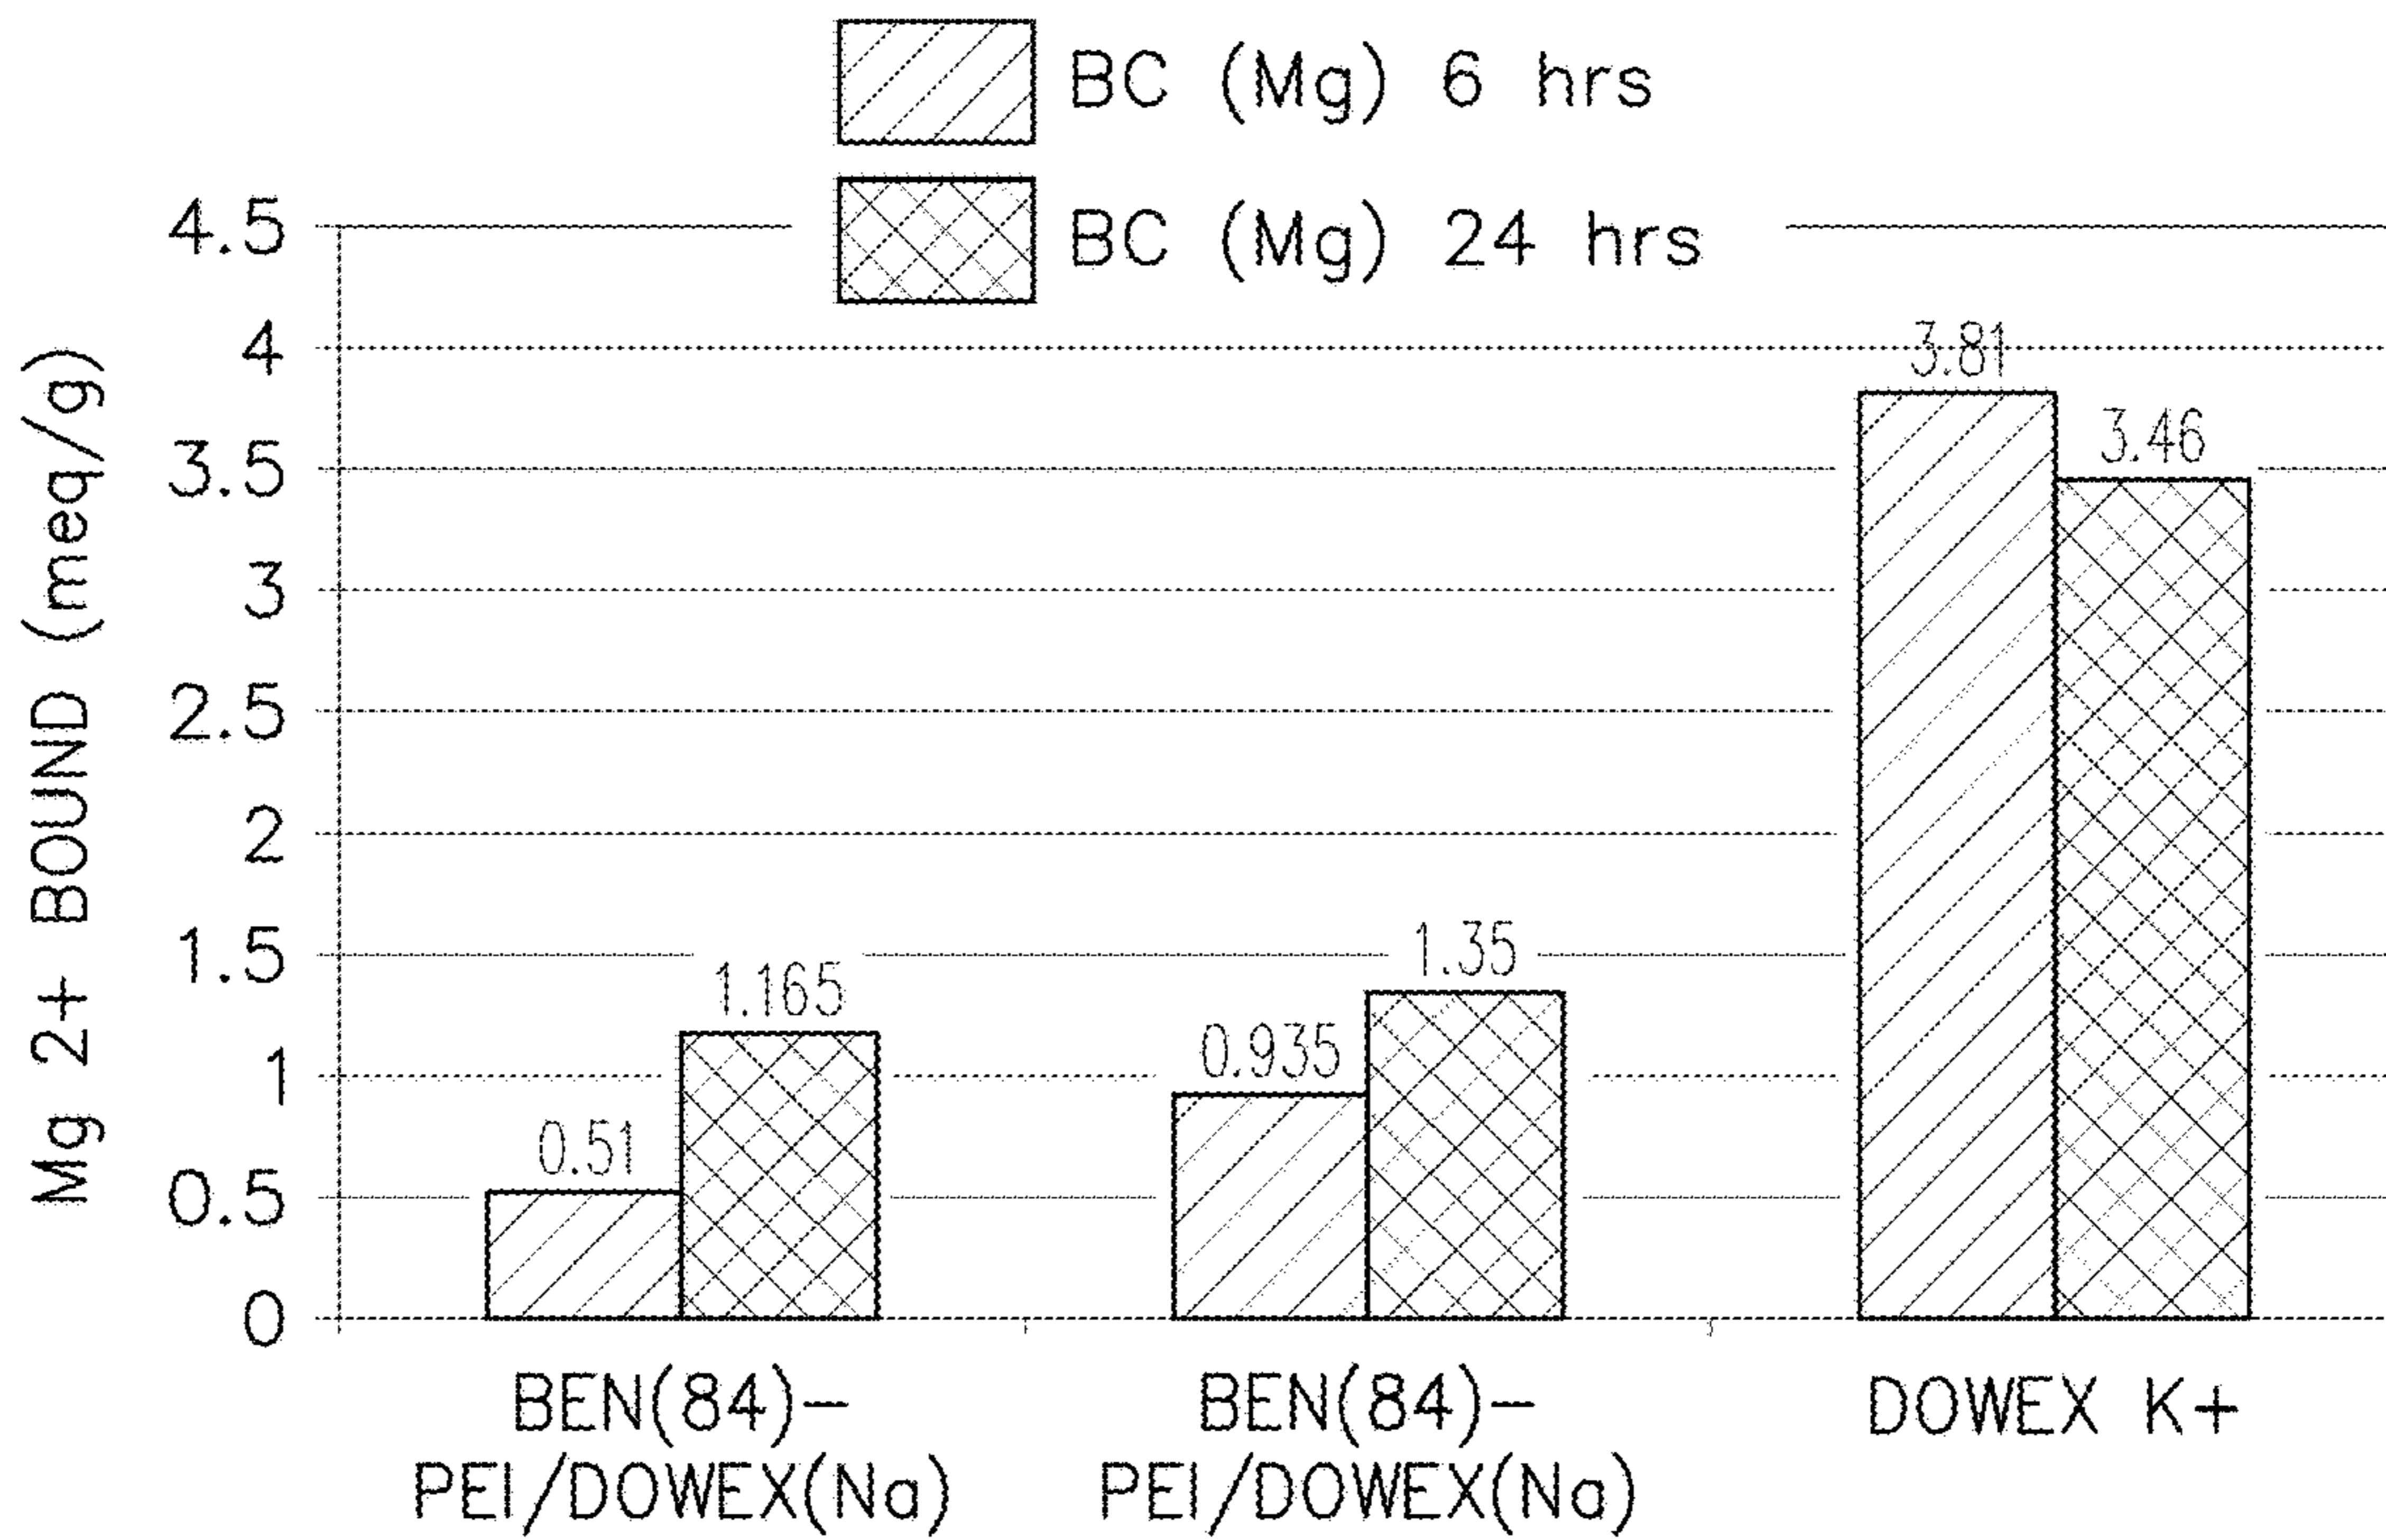 BC (Mg) 6 hrs
BC (Mg) 24 hrs
Mg 2+ BOUND (meq/g)
4.5
4
3.5
3
2.5
2
1.5
1
0.5
0
0.51
1.165
0.935
1.35
3.81
3.46
BEN(84)-
PEI/DOWEX(Na)
BEN(84)-
PEI/DOWEX(Na)
DOWEX K+